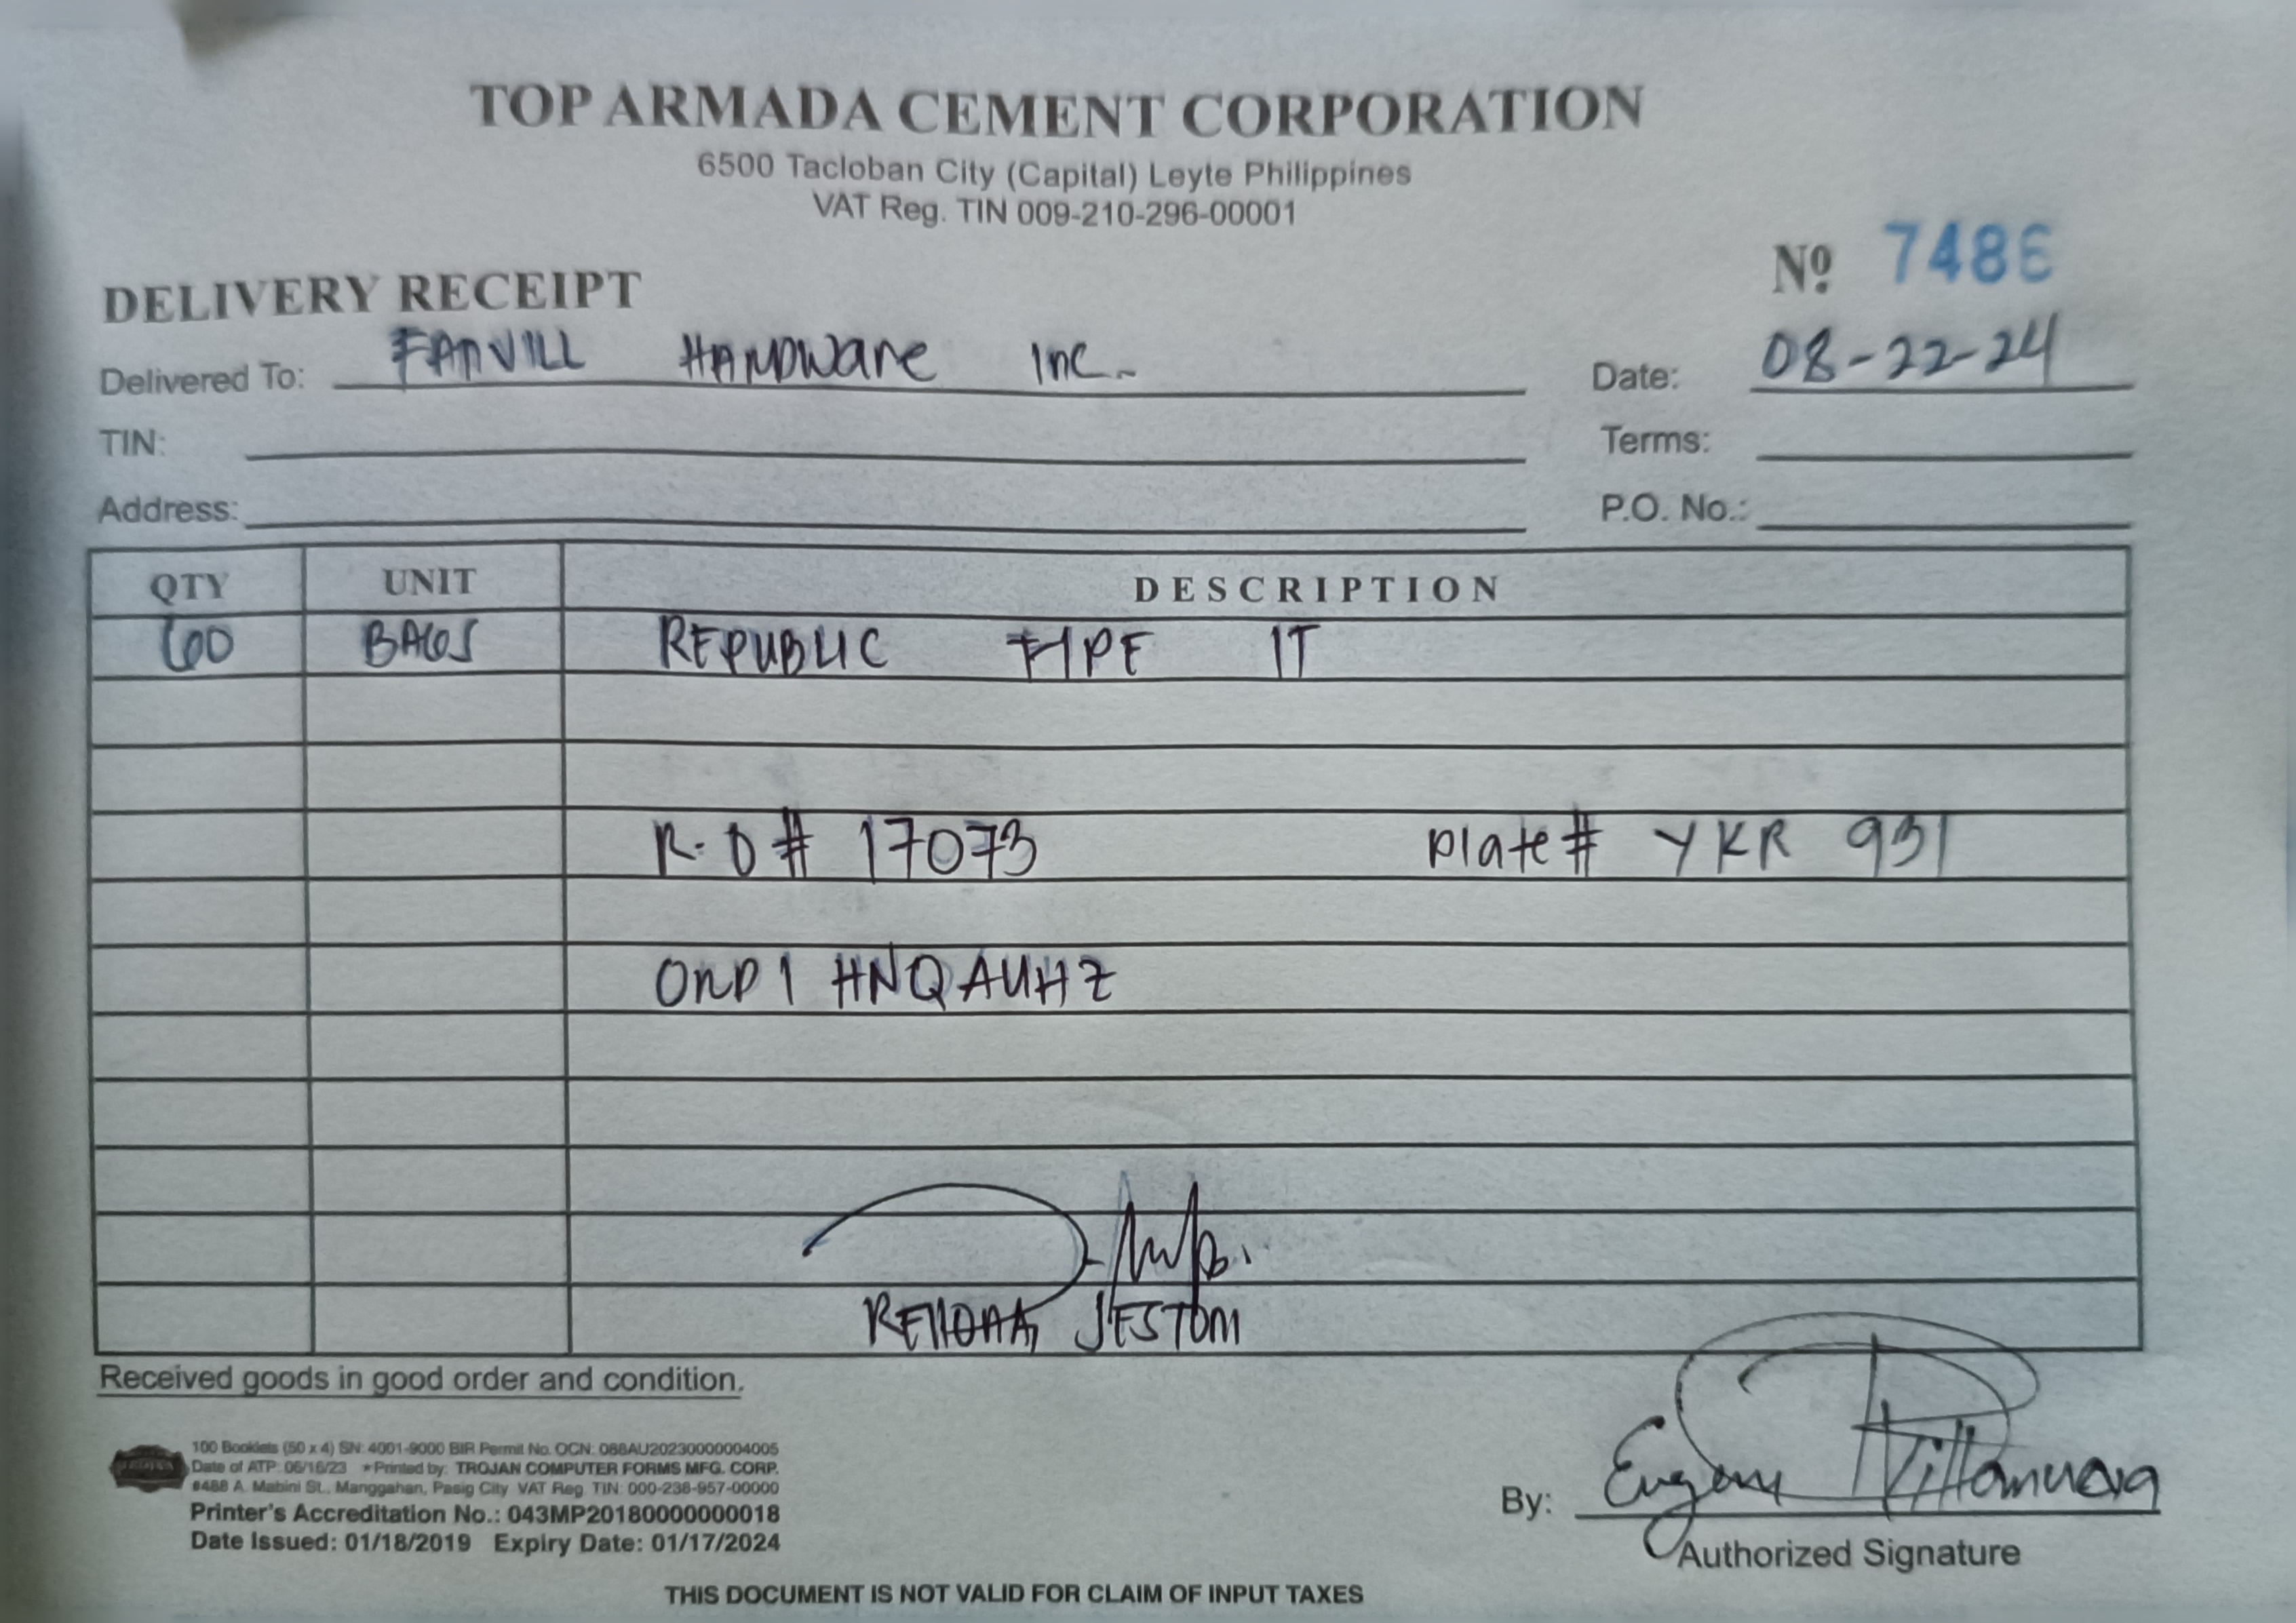 TOP ARMADA CEMENT CORPORATION
6500 Tacloban City (Capital) Leyte Philippines
VAT Reg. TIN 009-210-296-00001
Nº 7486
DELIVERY RECEIPT
Delivered To: FANVILL HARDWARE INC. Date: 08-22-24
TIN: Terms:
Address: P.O. No.:
QTY UNIT DESCRIPTION
600 BAGS REPUBLIC TYPE 1T
R.O # 17073 Plate # YKR 931
ORD1 HNQAUHZ
JESTOM
Received goods in good order and condition.
100 Booklets (50 x 4) SN: 4001-9000 BIR Permit No. OCN: 088AU20230000004005
Date of ATP: 06/16/23 *Printed by: TROJAN COMPUTER FORMS MFG. CORP.
#488 A. Mabini St., Manggahan, Pasig City VAT Reg. TIN: 000-236-957-00000
Printer's Accreditation No.: 043MP20180000000018
Date Issued: 01/18/2019 Expiry Date: 01/17/2024
By: Eugene Villanueva
Authorized Signature
THIS DOCUMENT IS NOT VALID FOR CLAIM OF INPUT TAXES